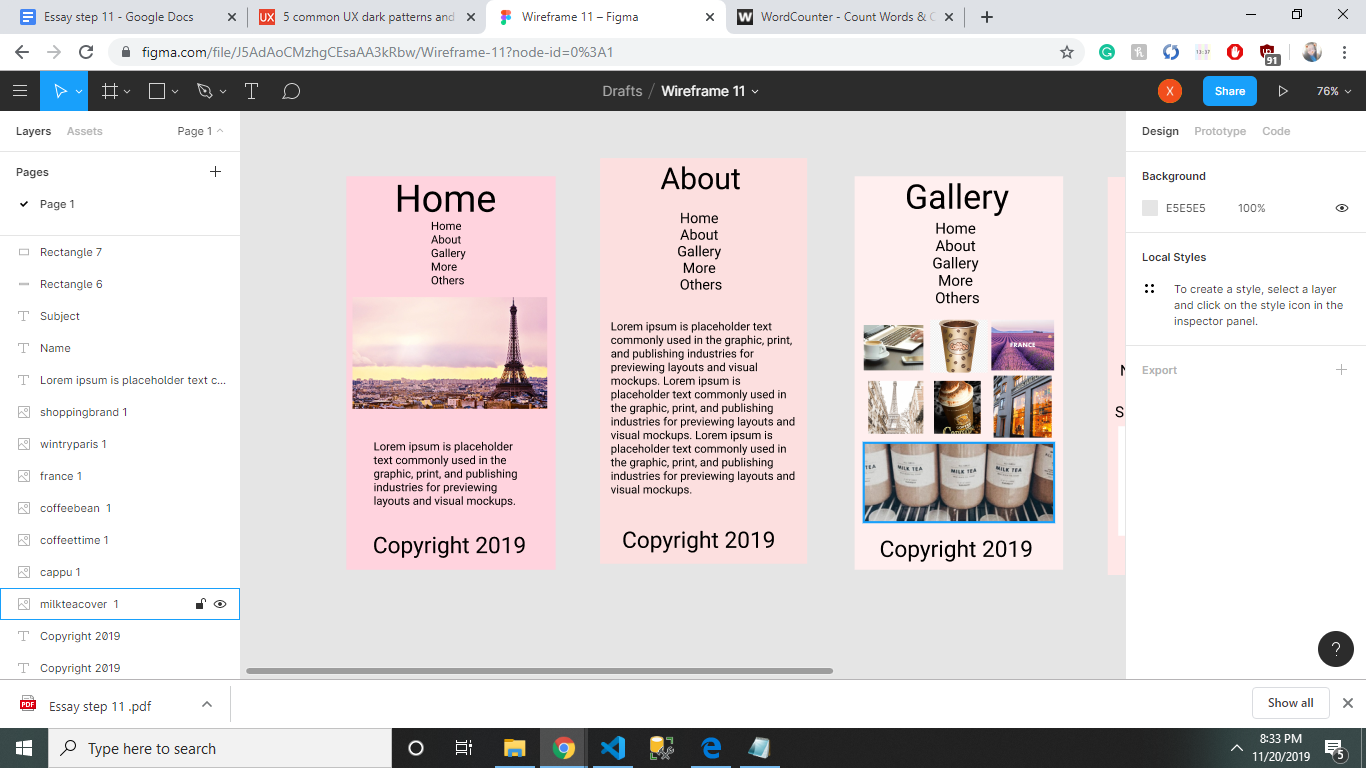 Essay step 11 - Google Docs
5 common UX dark patterns and
Wireframe 11 – Figma
WordCounter - Count Words & C
figma.com/file/J5AdAoCMzhgCEsaAA3kRbw/Wireframe-11?node-id=0%3A1
91
Drafts / Wireframe 11
X
Share
76%
Layers
Assets
Page 1
Pages
Page 1
Rectangle 7
Rectangle 6
Subject
Name
Lorem ipsum is placeholder text c...
shoppingbrand 1
wintryparis 1
france 1
coffeebean 1
coffeettime 1
cappu 1
milkteacover 1
Copyright 2019
Copyright 2019
Home
Home
About
Gallery
More
Others
Lorem ipsum is placeholder
text commonly used in the
graphic, print, and publishing
industries for previewing
layouts and visual mockups.
Copyright 2019
About
Home
About
Gallery
More
Others
Lorem ipsum is placeholder text
commonly used in the graphic, print,
and publishing industries for
previewing layouts and visual
mockups. Lorem ipsum is
placeholder text commonly used in
the graphic, print, and publishing
industries for previewing layouts and
visual mockups. Lorem ipsum is
placeholder text commonly used in
the graphic, print, and publishing
industries for previewing layouts and
visual mockups.
Copyright 2019
Gallery
Home
About
Gallery
More
Others
FRANCE
TEA
MILK TEA
MILK TEA
MILK TEA
TEA
Copyright 2019
N
S
Design
Prototype
Code
Background
E5E5E5
100%
Local Styles
To create a style, select a layer
and click on the style icon in the
inspector panel.
Export
?
PDF
Essay step 11 .pdf
Show all
Type here to search
8:33 PM
11/20/2019
5